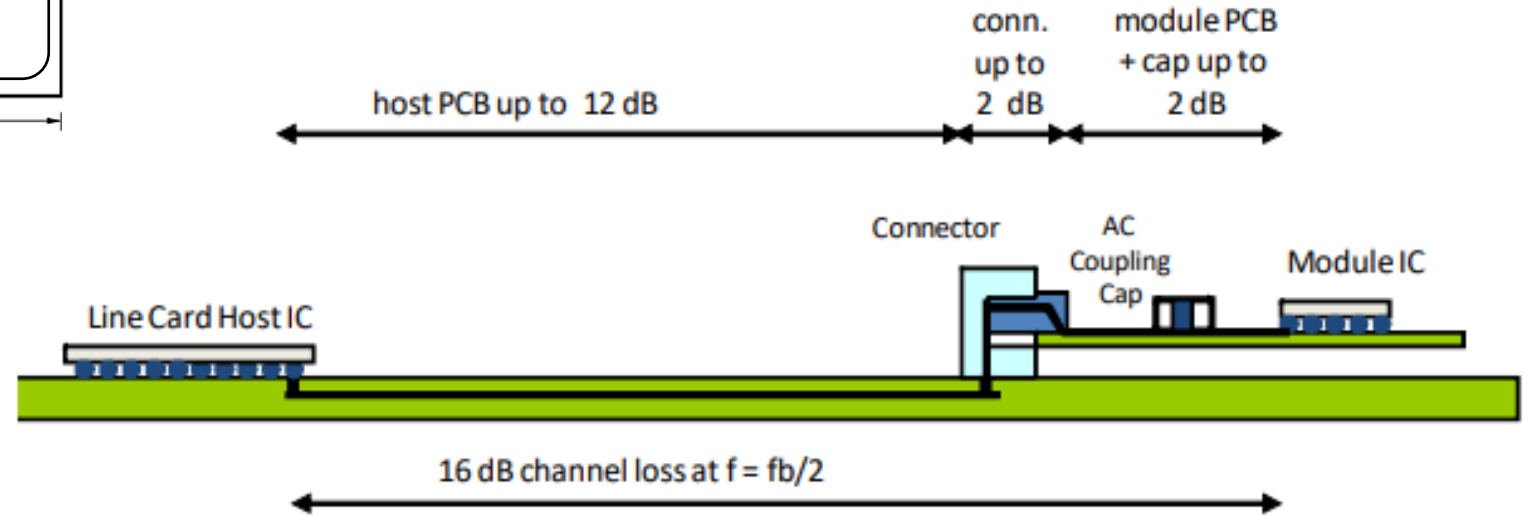 conn.
up to
2 dB
module PCB
+ cap up to
2 dB
host PCB up to 12 dB
Connector
AC
Coupling
Cap
Module IC
Line Card Host IC
16 dB channel loss at f = fb/2